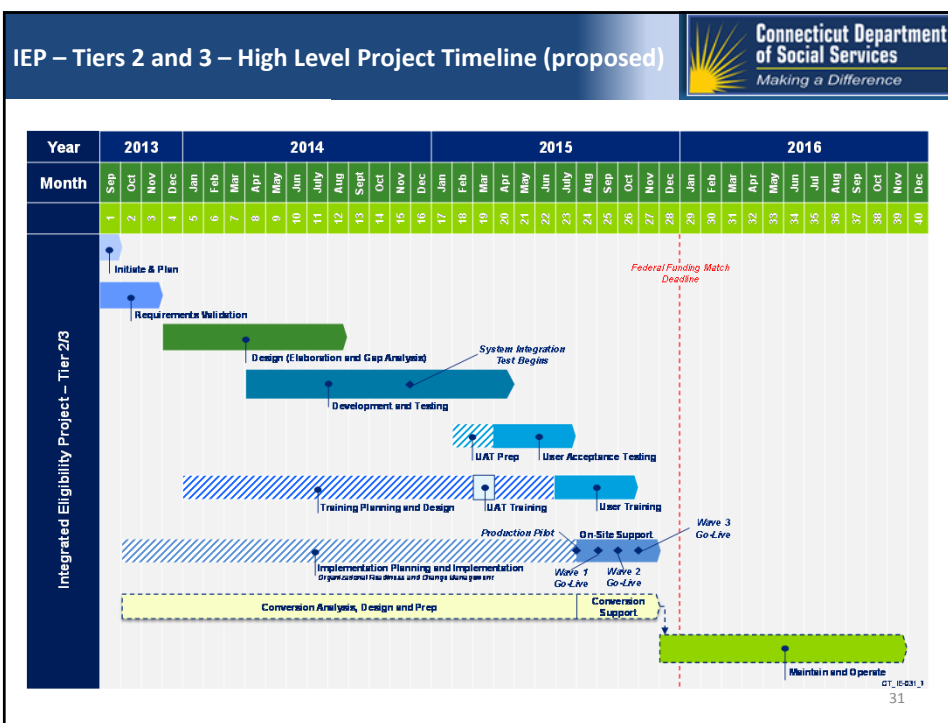 IEP – Tiers 2 and 3 – High Level Project Timeline (proposed)
Connecticut Department
of Social Services
Making a Difference
Year 2013 2014 2015 2016
Month Sep Oct Nov Dec Jan Feb Mar Apr May Jun July Aug Sept Oct Nov Dec Jan Feb Mar Apr May Jun July Aug Sep Oct Nov Dec Jan Feb Mar Apr May Jun Jul Aug Sep Oct Nov Dec
1 2 3 4 5 6 7 8 9 10 11 12 13 14 15 16 17 18 19 20 21 22 23 24 25 26 27 28 29 30 31 32 33 34 35 36 37 38 39 40
Integrated Eligibility Project – Tier 2/3
Federal Funding Match
Deadline
Initiate & Plan
Requirements Validation
Design (Elaboration and Gap Analysis)
System Integration
Test Begins
Development and Testing
UAT Prep
User Acceptance Testing
Training Planning and Design
UAT Training
User Training
Production Pilot
On-Site Support
Wave 3
Go-Live
Implementation Planning and Implementation
Organizational Readiness and Change Management
Wave 1
Go-Live
Wave 2
Go-Live
Conversion Analysis, Design and Prep
Conversion
Support
Maintain and Operate
31